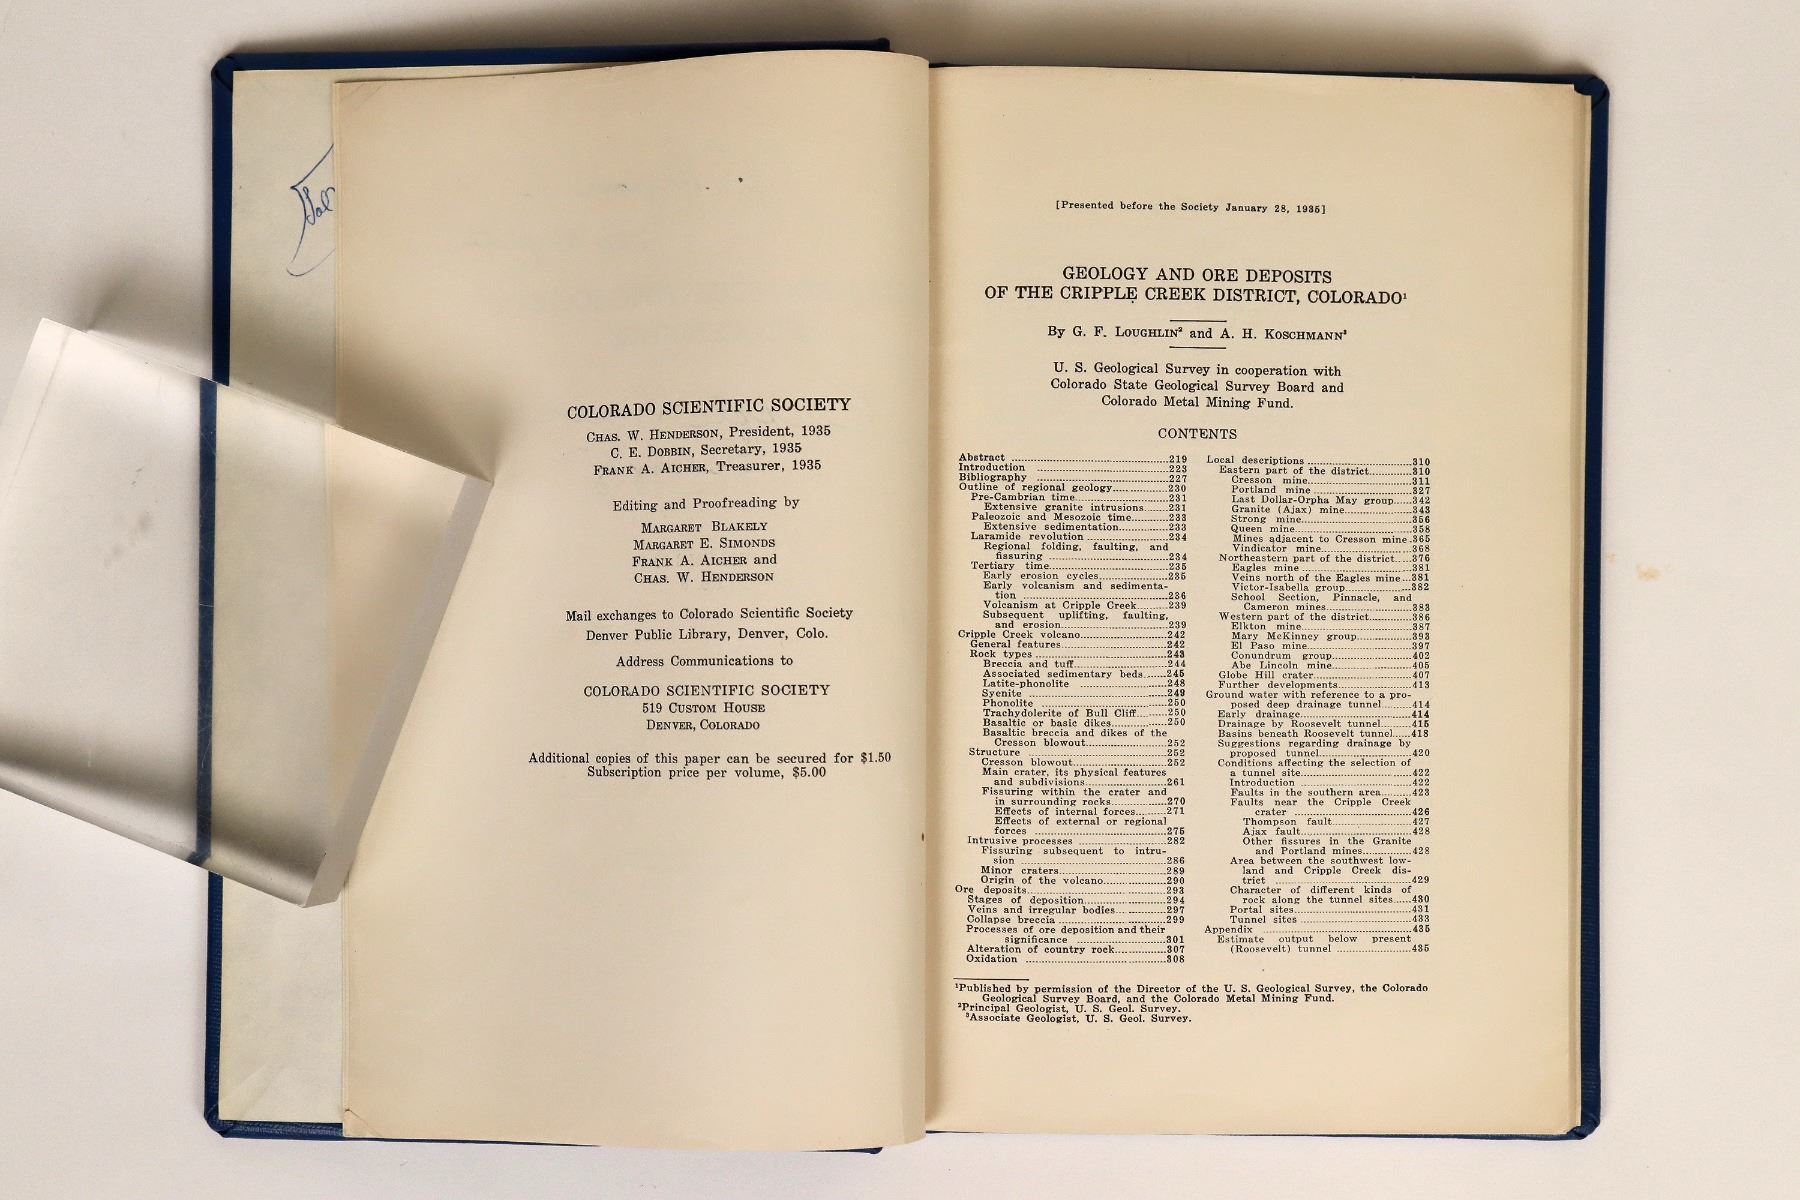 COLORADO SCIENTIFIC SOCIETY
CHAS. W. HENDERSON, President, 1935
C. E. DOBBIN, Secretary, 1935
FRANK A. AICHER, Treasurer, 1935
Editing and Proofreading by
MARGARET BLAKELY
MARGARET E. SIMONDS
FRANK A. AICHER and
CHAS. W. HENDERSON
Mail exchanges to Colorado Scientific Society
Denver Public Library, Denver, Colo.
Address Communications to
COLORADO SCIENTIFIC SOCIETY
519 CUSTOM HOUSE
DENVER, COLORADO
Additional copies of this paper can be secured for $1.50
Subscription price per volume, $5.00
[Presented before the Society January 28, 1935]
GEOLOGY AND ORE DEPOSITS
OF THE CRIPPLE CREEK DISTRICT, COLORADO¹
By G. F. LOUGHLIN² and A. H. KOSCHMANN³
U. S. Geological Survey in cooperation with
Colorado State Geological Survey Board and
Colorado Metal Mining Fund.
CONTENTS
Abstract ... 219
Introduction ... 223
Bibliography ... 227
Outline of regional geology ... 230
Pre-Cambrian time ... 231
Extensive granite intrusions ... 231
Paleozoic and Mesozoic time ... 233
Extensive sedimentation ... 233
Laramide revolution ... 234
Regional folding, faulting, and
fissuring ... 234
Tertiary time ... 235
Early erosion cycles ... 235
Early volcanism and sedimenta-
tion ... 236
Volcanism at Cripple Creek ... 239
Subsequent uplifting, faulting,
and erosion ... 239
Cripple Creek volcano ... 242
General features ... 242
Rock types ... 243
Breccia and tuff ... 244
Associated sedimentary beds ... 245
Latite-phonolite ... 248
Syenite ... 249
Phonolite ... 250
Trachydolerite of Bull Cliff ... 250
Basaltic or basic dikes ... 250
Basaltic breccia and dikes of the
Cresson blowout ... 252
Structure ... 252
Cresson blowout ... 252
Main crater, its physical features
and subdivisions ... 261
Fissuring within the crater and
in surrounding rocks ... 270
Effects of internal forces ... 271
Effects of external or regional
forces ... 275
Intrusive processes ... 282
Fissuring subsequent to intru-
sion ... 286
Minor craters ... 289
Origin of the volcano ... 290
Ore deposits ... 293
Stages of deposition ... 294
Veins and irregular bodies ... 297
Collapse breccia ... 299
Processes of ore deposition and their
significance ... 301
Alteration of country rock ... 307
Oxidation ... 308
Local descriptions ... 310
Eastern part of the district ... 310
Cresson mine ... 311
Portland mine ... 327
Last Dollar-Orpha May group ... 342
Granite (Ajax) mine ... 343
Strong mine ... 356
Queen mine ... 358
Mines adjacent to Cresson mine . 365
Vindicator mine ... 368
Northeastern part of the district ... 376
Eagles mine ... 381
Veins north of the Eagles mine ... 381
Victor-Isabella group ... 382
School Section, Pinnacle, and
Cameron mines ... 383
Western part of the district ... 386
Elkton mine ... 387
Mary McKinney group ... 393
El Paso mine ... 397
Conundrum group ... 402
Abe Lincoln mine ... 405
Globe Hill crater ... 407
Further developments ... 413
Ground water with reference to a pro-
posed deep drainage tunnel ... 414
Early drainage ... 414
Drainage by Roosevelt tunnel ... 415
Basins beneath Roosevelt tunnel ... 418
Suggestions regarding drainage by
proposed tunnel ... 420
Conditions affecting the selection of
a tunnel site ... 422
Introduction ... 422
Faults in the southern area ... 423
Faults near the Cripple Creek
crater ... 426
Thompson fault ... 427
Ajax fault ... 428
Other fissures in the Granite
and Portland mines ... 428
Area between the southwest low-
land and Cripple Creek dis-
trict ... 429
Character of different kinds of
rock along the tunnel sites ... 430
Portal sites ... 431
Tunnel sites ... 433
Appendix ... 435
Estimate output below present
(Roosevelt) tunnel ... 435
¹Published by permission of the Director of the U. S. Geological Survey, the Colorado
Geological Survey Board, and the Colorado Metal Mining Fund.
²Principal Geologist, U. S. Geol. Survey.
³Associate Geologist, U. S. Geol. Survey.